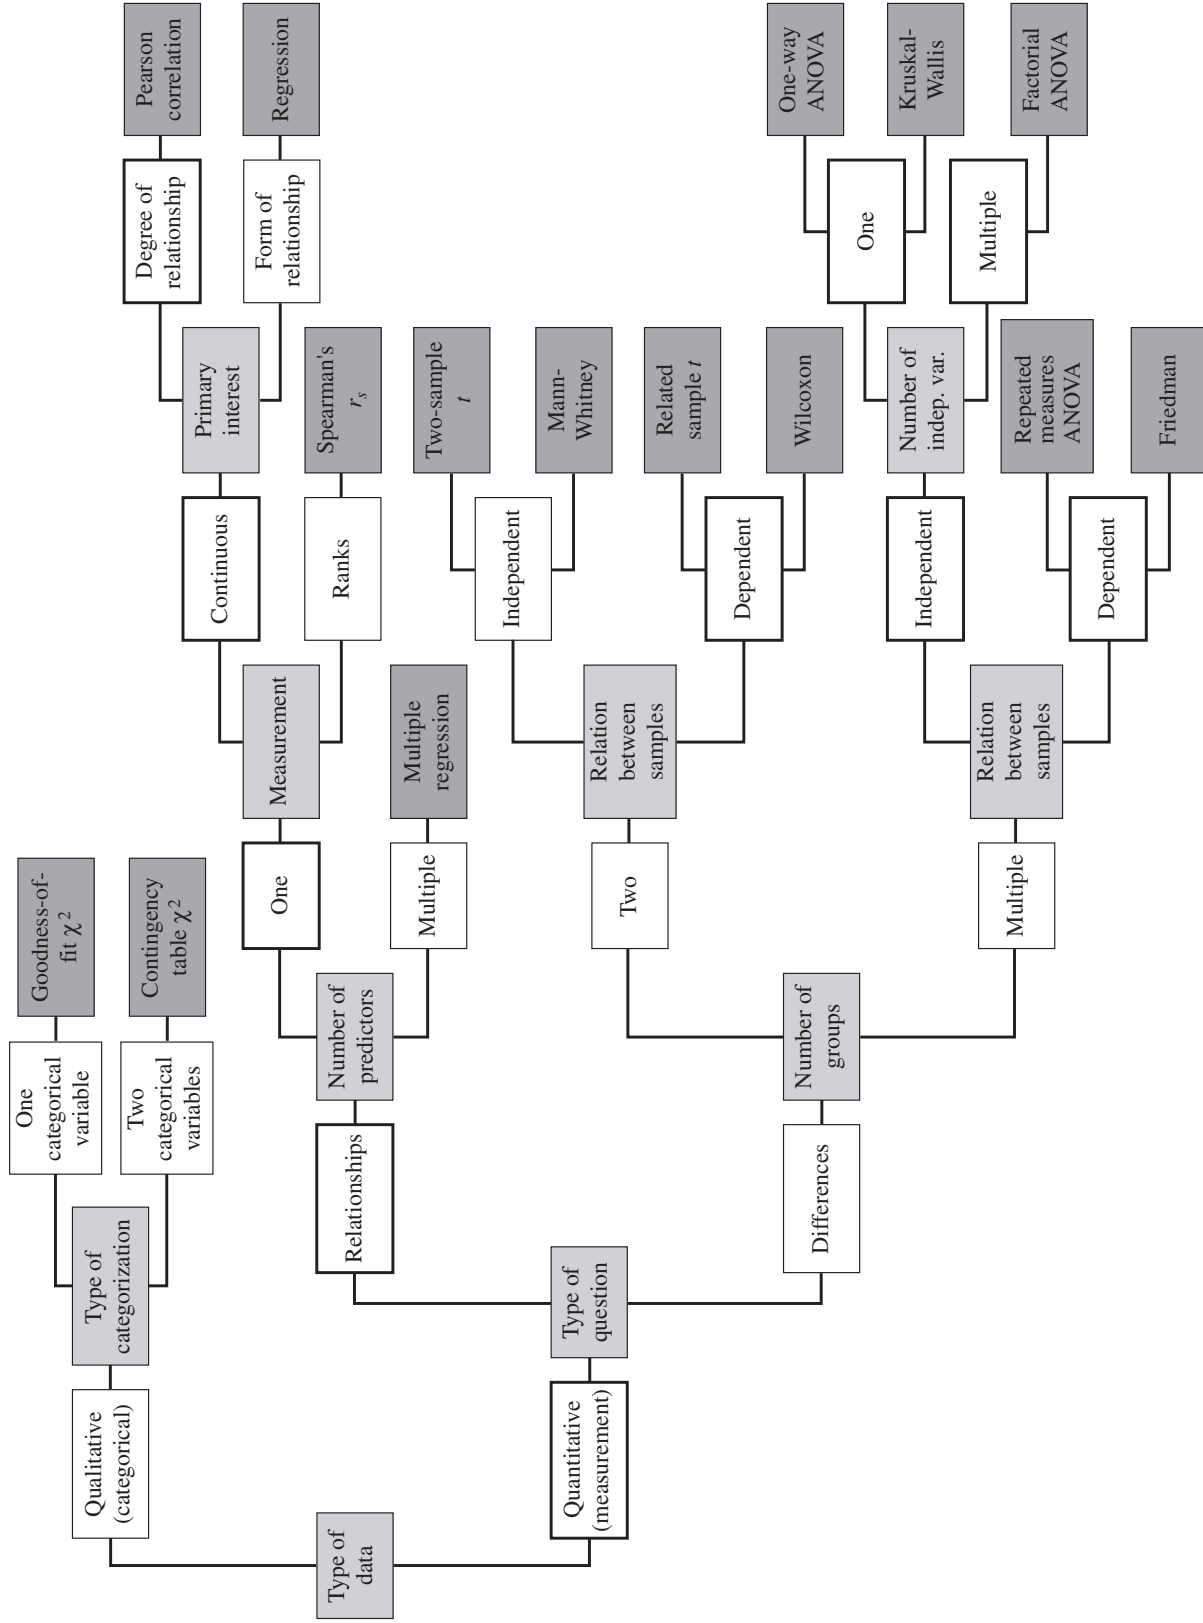 Type of
data
Qualitative
(categorical)
Type of
categorization
One
categorical
variable
Goodness-of-
fit χ²
Two
categorical
variables
Contingency
table χ²
Quantitative
(measurement)
Type of
question
Relationships
Number of
predictors
One
Measurement
Continuous
Primary
interest
Degree of
relationship
Pearson
correlation
Form of
relationship
Regression
Ranks
Spearman's
rₛ
Multiple
Multiple
regression
Differences
Number of
groups
Two
Relation
between
samples
Independent
Two-sample
t
Mann-
Whitney
Dependent
Related
sample t
Wilcoxon
Multiple
Relation
between
samples
Independent
Number of
indep. var.
One
One-way
ANOVA
Kruskal-
Wallis
Multiple
Factorial
ANOVA
Dependent
Repeated
measures
ANOVA
Friedman